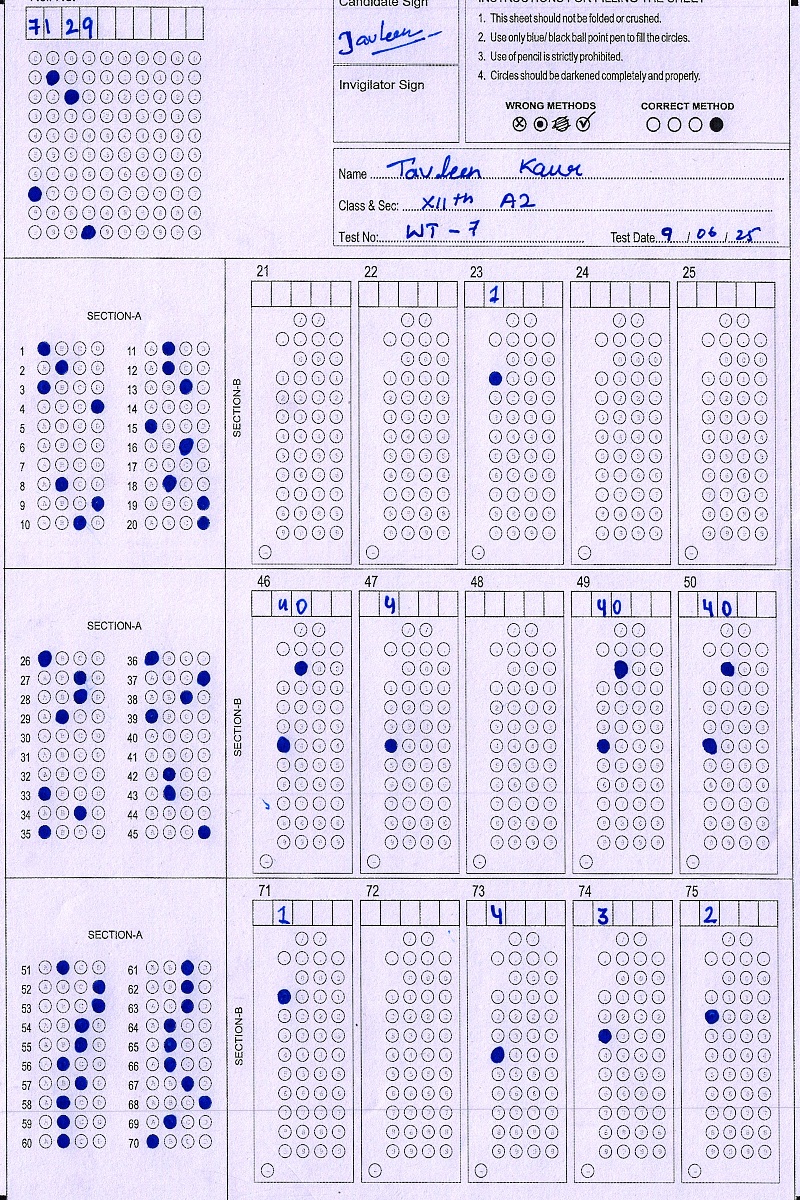 7129
Candidate Sign
Tavleen
Invigilator Sign
INSTRUCTIONS FOR FILLING THE SHEET
1. This sheet should not be folded or crushed.
2. Use only blue/ black ball point pen to fill the circles.
3. Use of pencil is strictly prohibited.
4. Circles should be darkened completely and properly.
WRONG METHODS CORRECT METHOD
Name Tavleen Kaur
Class & Sec: XIIth A2
Test No: WT - 7 Test Date 9 / 06 / 25
SECTION-A
1 11
2 12
3 13
4 14
5 15
6 16
7 17
8 18
9 19
10 20
SECTION-B
21 22 23 24 25
1
SECTION-A
26 36
27 37
28 38
29 39
30 40
31 41
32 42
33 43
34 44
35 45
SECTION-B
46 47 48 49 50
40 4 40 40
SECTION-A
51 61
52 62
53 63
54 64
55 65
56 66
57 67
58 68
59 69
60 70
SECTION-B
71 72 73 74 75
1 4 3 2